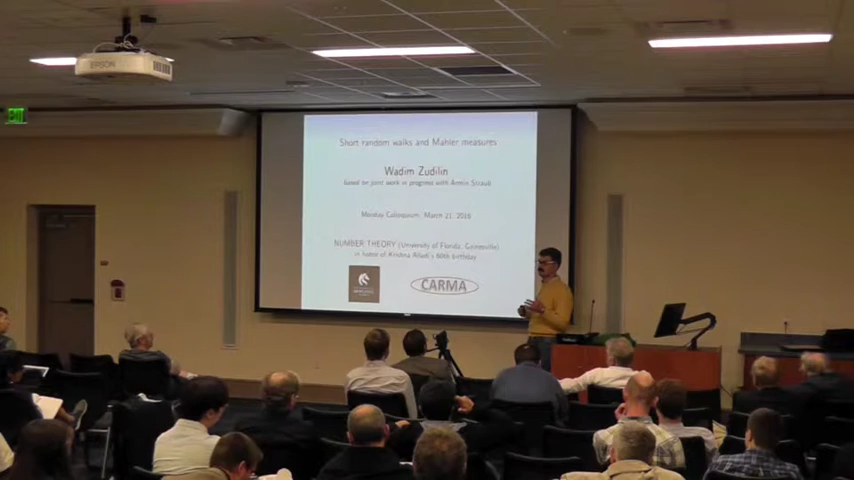 EPSON
EXIT
Short random walks and Mahler measures
Wadim Zudilin
based on joint work in progress with Armin Straub
Monday Colloquium, March 21, 2016
NUMBER THEORY (University of Florida, Gainesville)
in honor of Krishna Alladi's 60th birthday
CARMA